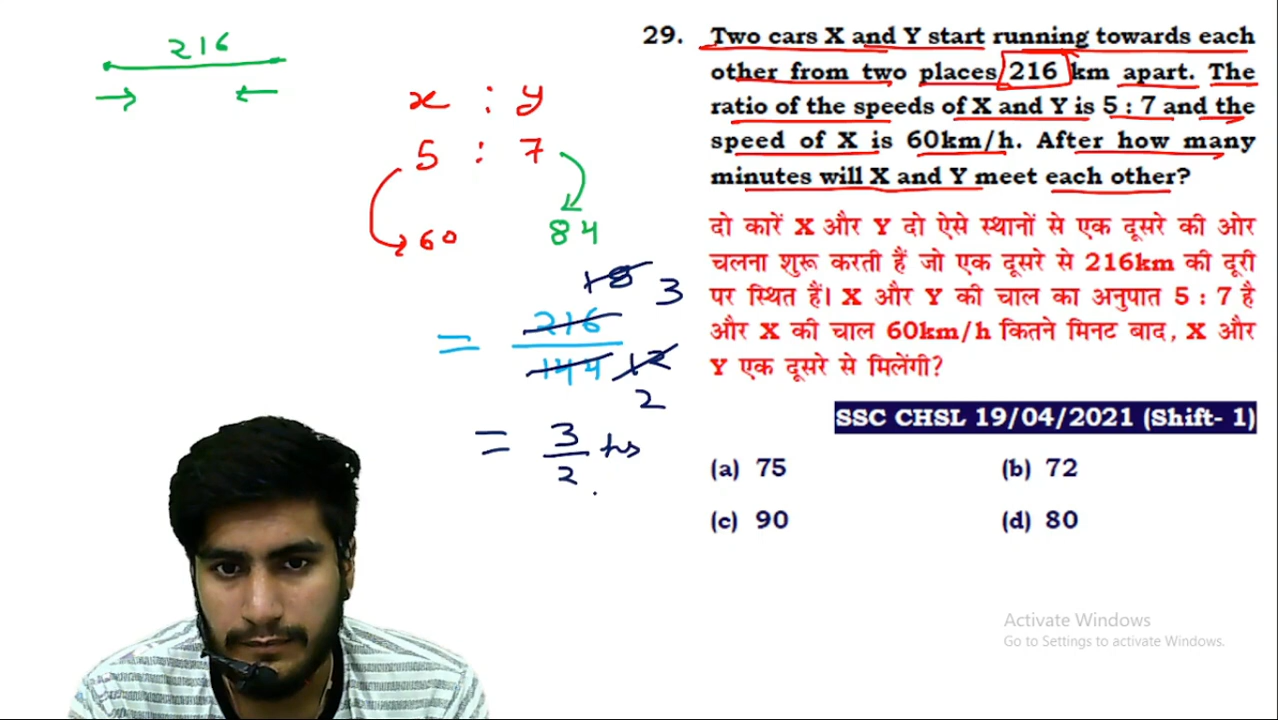 216
x : y
5 : 7
60 84
18 3
= 216
144 12
2
= 3 hrs
2
29. Two cars X and Y start running towards each
other from two places 216 km apart. The
ratio of the speeds of X and Y is 5 : 7 and the
speed of X is 60km/h. After how many
minutes will X and Y meet each other?
दो कारें X और Y दो ऐसे स्थानों से एक दूसरे की ओर
चलना शुरू करती हैं जो एक दूसरे से 216km की दूरी
पर स्थित हैं। X और Y की चाल का अनुपात 5 : 7 है
और X की चाल 60km/h कितने मिनट बाद, X और
Y एक दूसरे से मिलेंगी?
SSC CHSL 19/04/2021 (Shift- 1)
(a) 75 (b) 72
(c) 90 (d) 80
Activate Windows
Go to Settings to activate Windows.